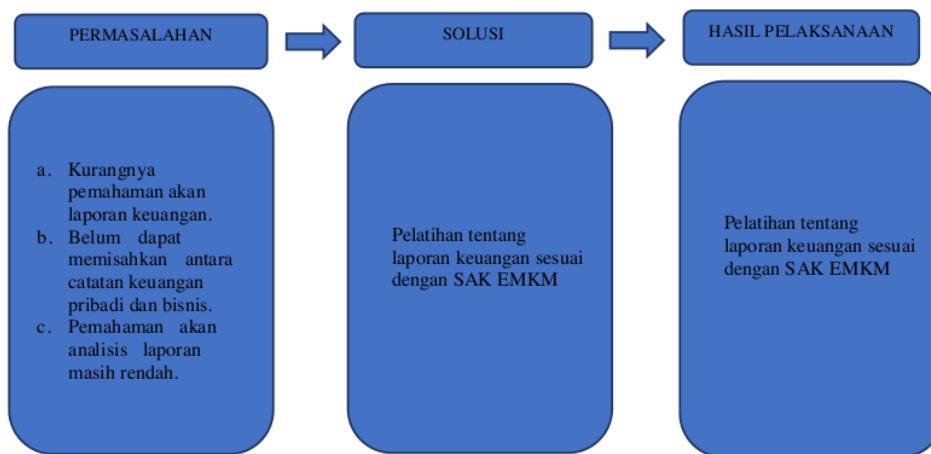 PERMASALAHAN
SOLUSI
HASIL PELAKSANAAN
a. Kurangnya
pemahaman akan
laporan keuangan.
b. Belum dapat
memisahkan antara
catatan keuangan
pribadi dan bisnis.
c. Pemahaman akan
analisis laporan
masih rendah.
Pelatihan tentang
laporan keuangan sesuai
dengan SAK EMKM
Pelatihan tentang
laporan keuangan sesuai
dengan SAK EMKM